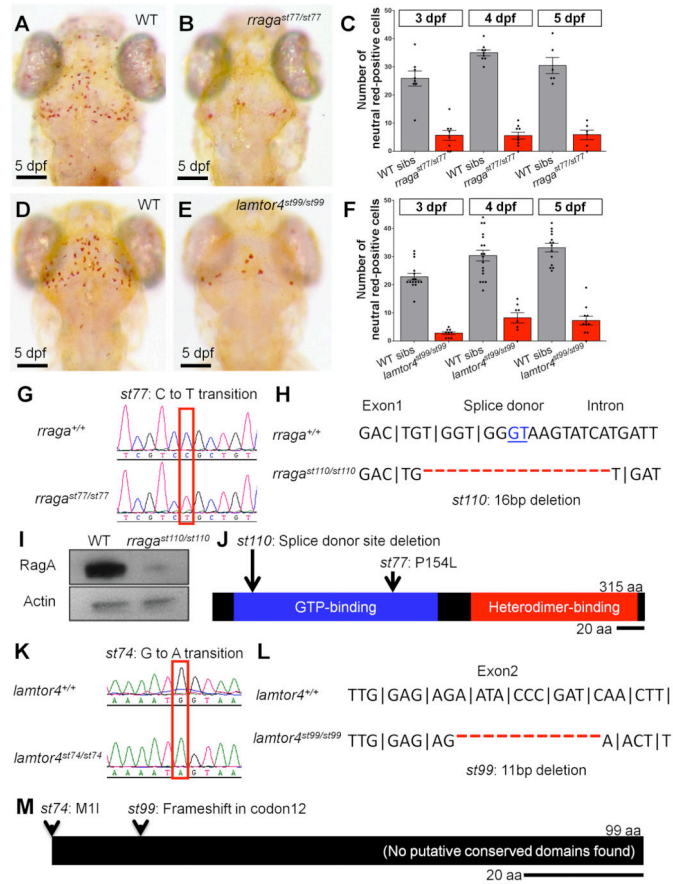 A WT
5 dpf
B rraga st77/st77
5 dpf
C
Number of neutral red-positive cells
3 dpf 4 dpf 5 dpf
50
40
30
20
10
0
WT sibs rraga st77/st77 WT sibs rraga st77/st77 WT sibs rraga st77/st77
D WT
5 dpf
E lamtor4 st99/st99
5 dpf
F
Number of neutral red-positive cells
3 dpf 4 dpf 5 dpf
50
40
30
20
10
0
WT sibs lamtor4 st99/st99 WT sibs lamtor4 st99/st99 WT sibs lamtor4 st99/st99
G st77: C to T transition
rraga+/+
T C G T C C G C T G T
rraga st77/st77
T C G T C T G C T G T
H Exon1 Splice donor Intron
rraga+/+ GAC|TGT|GGT|GGGTAAGTATCATGATT
rraga st110/st110 GAC|TG----------------T|GAT
st110: 16bp deletion
I WT rraga st110/st110
RagA
Actin
J st110: Splice donor site deletion
st77: P154L
315 aa
GTP-binding Heterodimer-binding
20 aa
K st74: G to A transition
lamtor4+/+
A A A A T G G T A A
lamtor4 st74/st74
A A A A T A G T A A
L Exon2
lamtor4+/+ TTG|GAG|AGA|ATA|CCC|GAT|CAA|CTT|
lamtor4 st99/st99 TTG|GAG|AG-----------A|ACT|T
st99: 11bp deletion
M st74: M1I st99: Frameshift in codon12
99 aa
(No putative conserved domains found)
20 aa